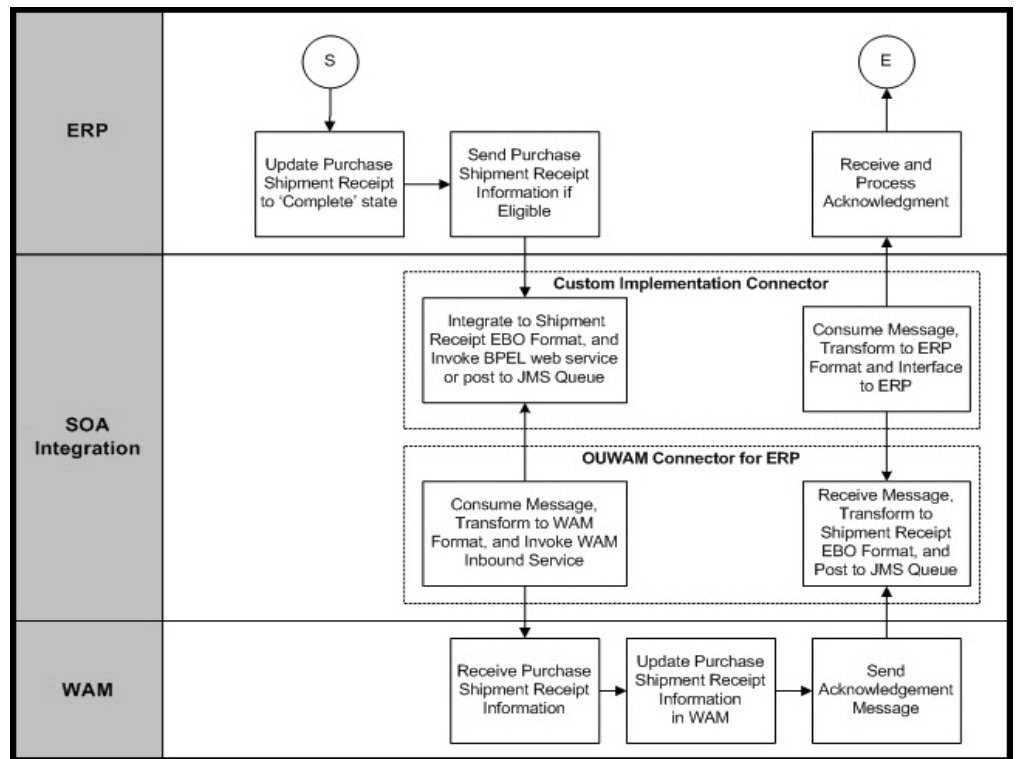 ERP
S
E
Update Purchase
Shipment Receipt
to ‘Complete’ state
Send Purchase
Shipment Receipt
Information if
Eligible
Receive and
Process
Acknowledgment
SOA
Integration
Custom Implementation Connector
Integrate to Shipment
Receipt EBO Format, and
Invoke BPEL web service
or post to JMS Queue
Consume Message,
Transform to ERP
Format and Interface
to ERP
OUWAM Connector for ERP
Consume Message,
Transform to WAM
Format, and Invoke WAM
Inbound Service
Receive Message,
Transform to
Shipment Receipt
EBO Format, and
Post to JMS Queue
WAM
Receive Purchase
Shipment Receipt
Information
Update Purchase
Shipment Receipt
Information
in WAM
Send
Acknowledgement
Message